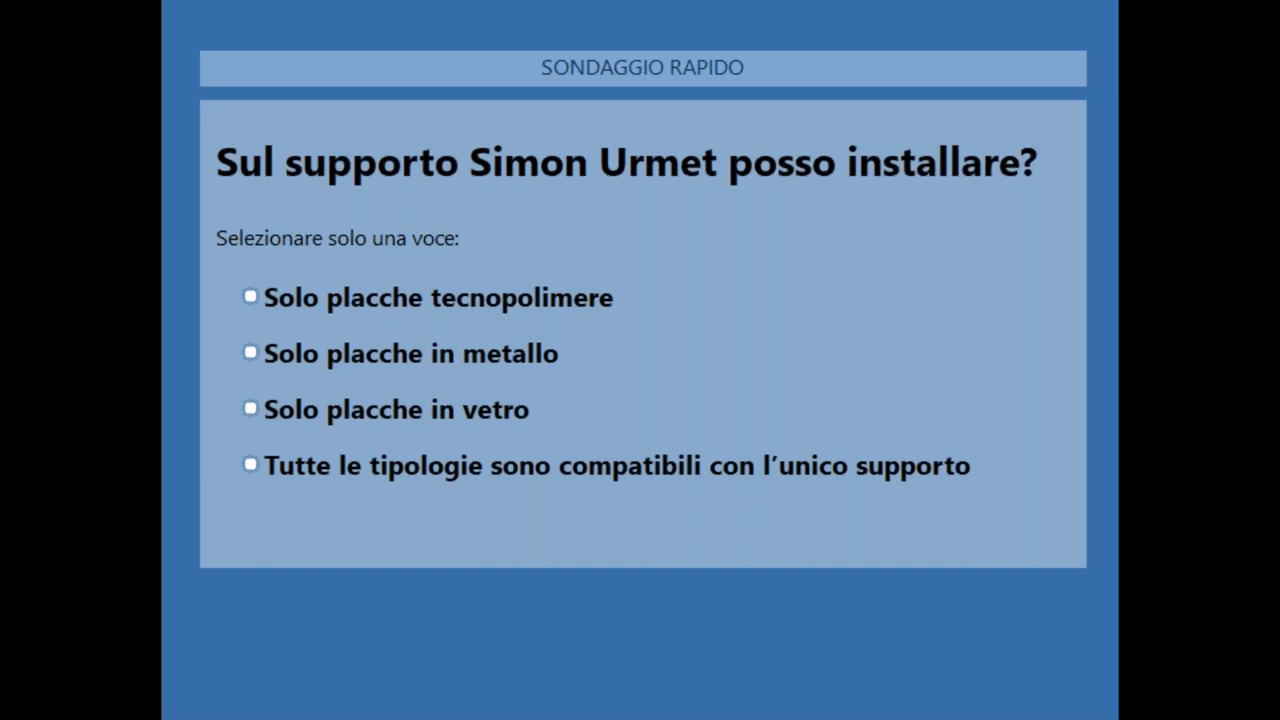 SONDAGGIO RAPIDO
Sul supporto Simon Urmet posso installare?
Selezionare solo una voce:
Solo placche tecnopolimere
Solo placche in metallo
Solo placche in vetro
Tutte le tipologie sono compatibili con l’unico supporto